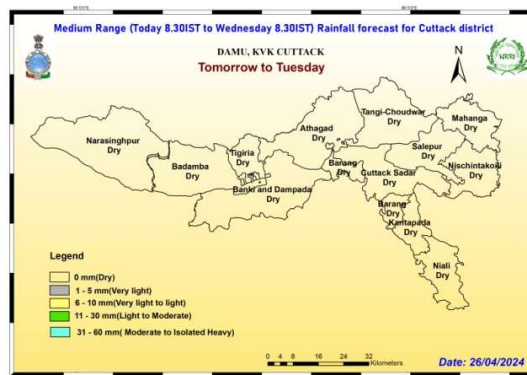 Medium Range (Today 8.30IST to Wednesday 8.30IST) Rainfall forecast for Cuttack district
DAMU, KVK CUTTACK
Tomorrow to Tuesday
N
NRRI
Narasinghpur
Dry
Badamba
Dry
Tigiria
Dry
Banki and Dampada
Dry
Athagad
Dry
Tangi-Choudwar
Dry
Mahanga
Dry
Salepur
Dry
Nischintakoili
Dry
Barang
Dry
Cuttack Sadar
Dry
Barang
Dry
Kantapada
Dry
Niali
Dry
Legend
0 mm(Dry)
1 - 5 mm(Very light)
6 - 10 mm(Very light to light)
11 - 30 mm(Light to Moderate)
31 - 60 mm( Moderate to Isolated Heavy)
0 4 8 16 24 32
Kilometers
Date: 26/04/2024